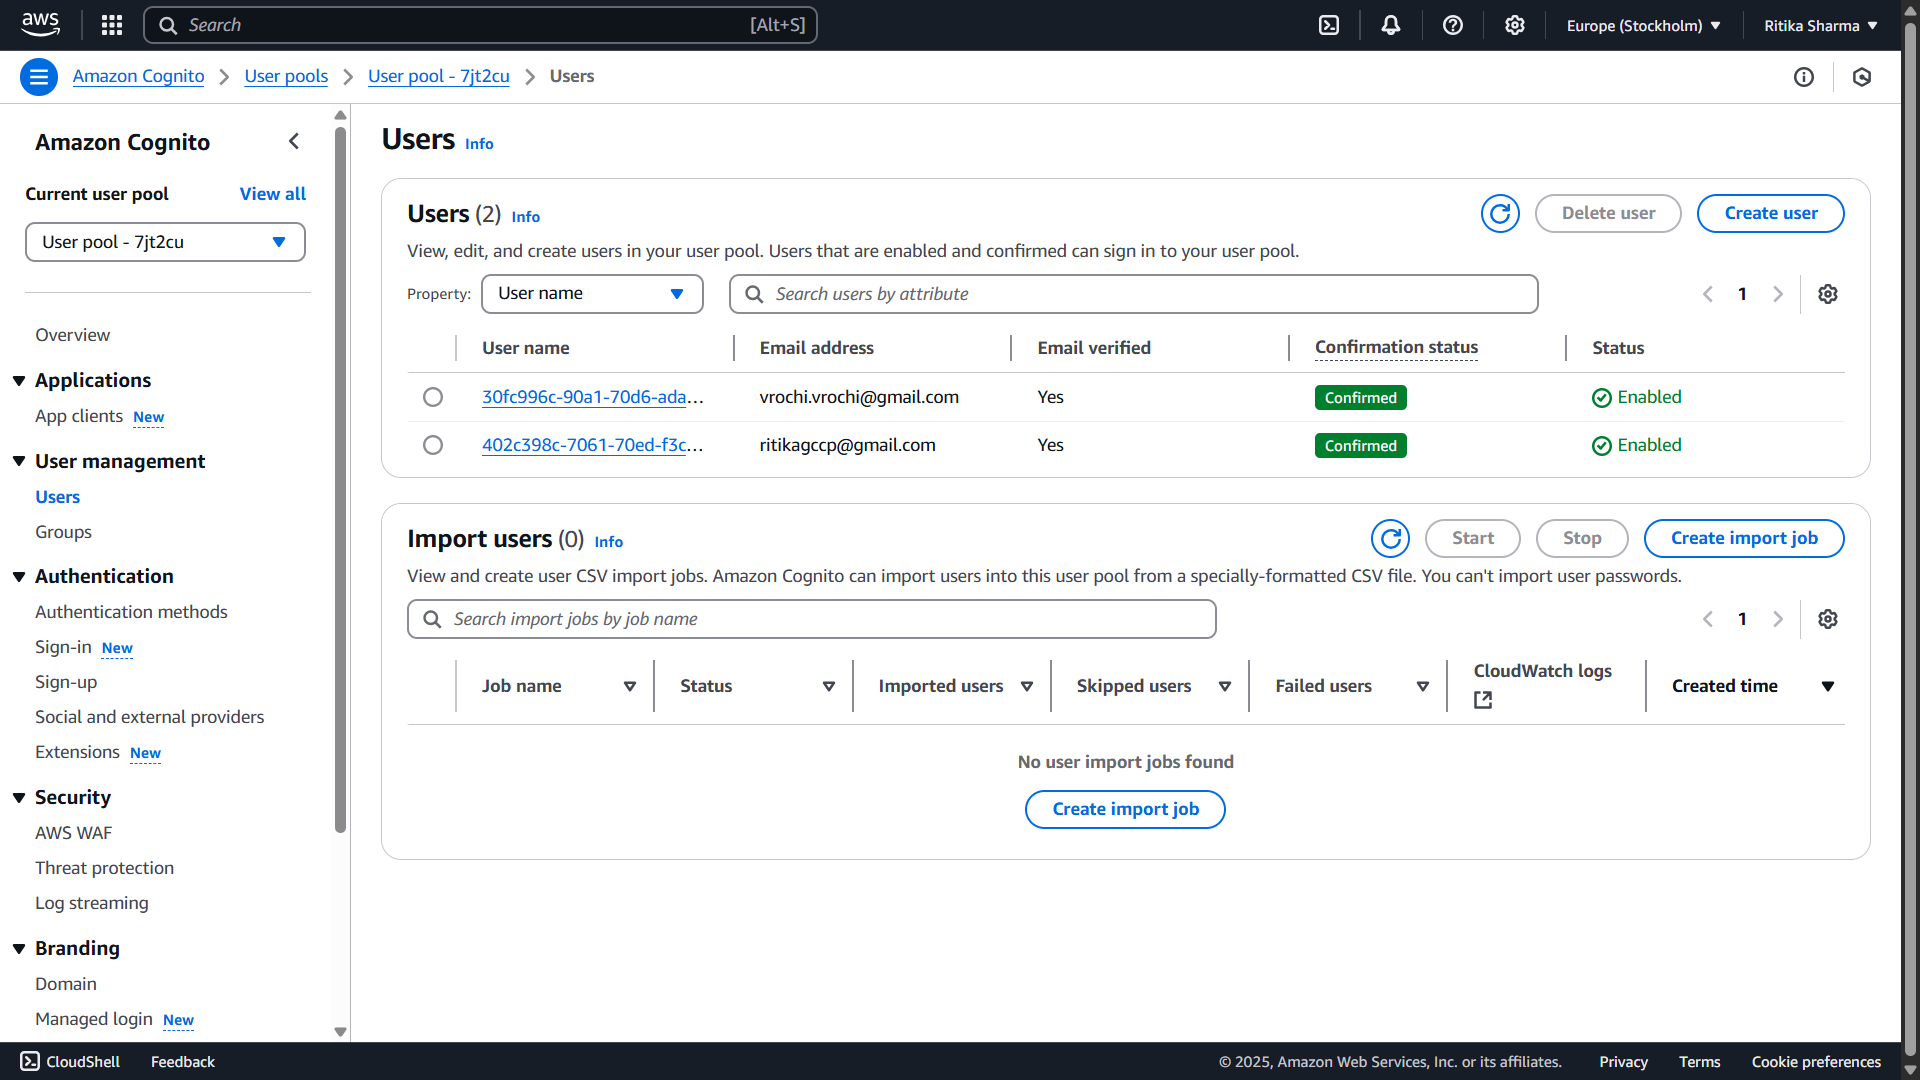 aws
Search [Alt+S]
Europe (Stockholm)
Ritika Sharma
Amazon Cognito
User pools
User pool - 7jt2cu
Users
Amazon Cognito
Current user pool View all
User pool - 7jt2cu
Overview
Applications
App clients New
User management
Users
Groups
Authentication
Authentication methods
Sign-in New
Sign-up
Social and external providers
Extensions New
Security
AWS WAF
Threat protection
Log streaming
Branding
Domain
Managed login New
Users Info
Users (2) Info
Delete user
Create user
View, edit, and create users in your user pool. Users that are enabled and confirmed can sign in to your user pool.
Property: User name
Search users by attribute
1
User name Email address Email verified Confirmation status Status
30fc996c-90a1-70d6-ada... vrochi.vrochi@gmail.com Yes Confirmed Enabled
402c398c-7061-70ed-f3c... ritikagccp@gmail.com Yes Confirmed Enabled
Import users (0) Info
Start
Stop
Create import job
View and create user CSV import jobs. Amazon Cognito can import users into this user pool from a specially-formatted CSV file. You can't import user passwords.
Search import jobs by job name
1
Job name Status Imported users Skipped users Failed users CloudWatch logs Created time
No user import jobs found
Create import job
CloudShell Feedback
© 2025, Amazon Web Services, Inc. or its affiliates. Privacy Terms Cookie preferences